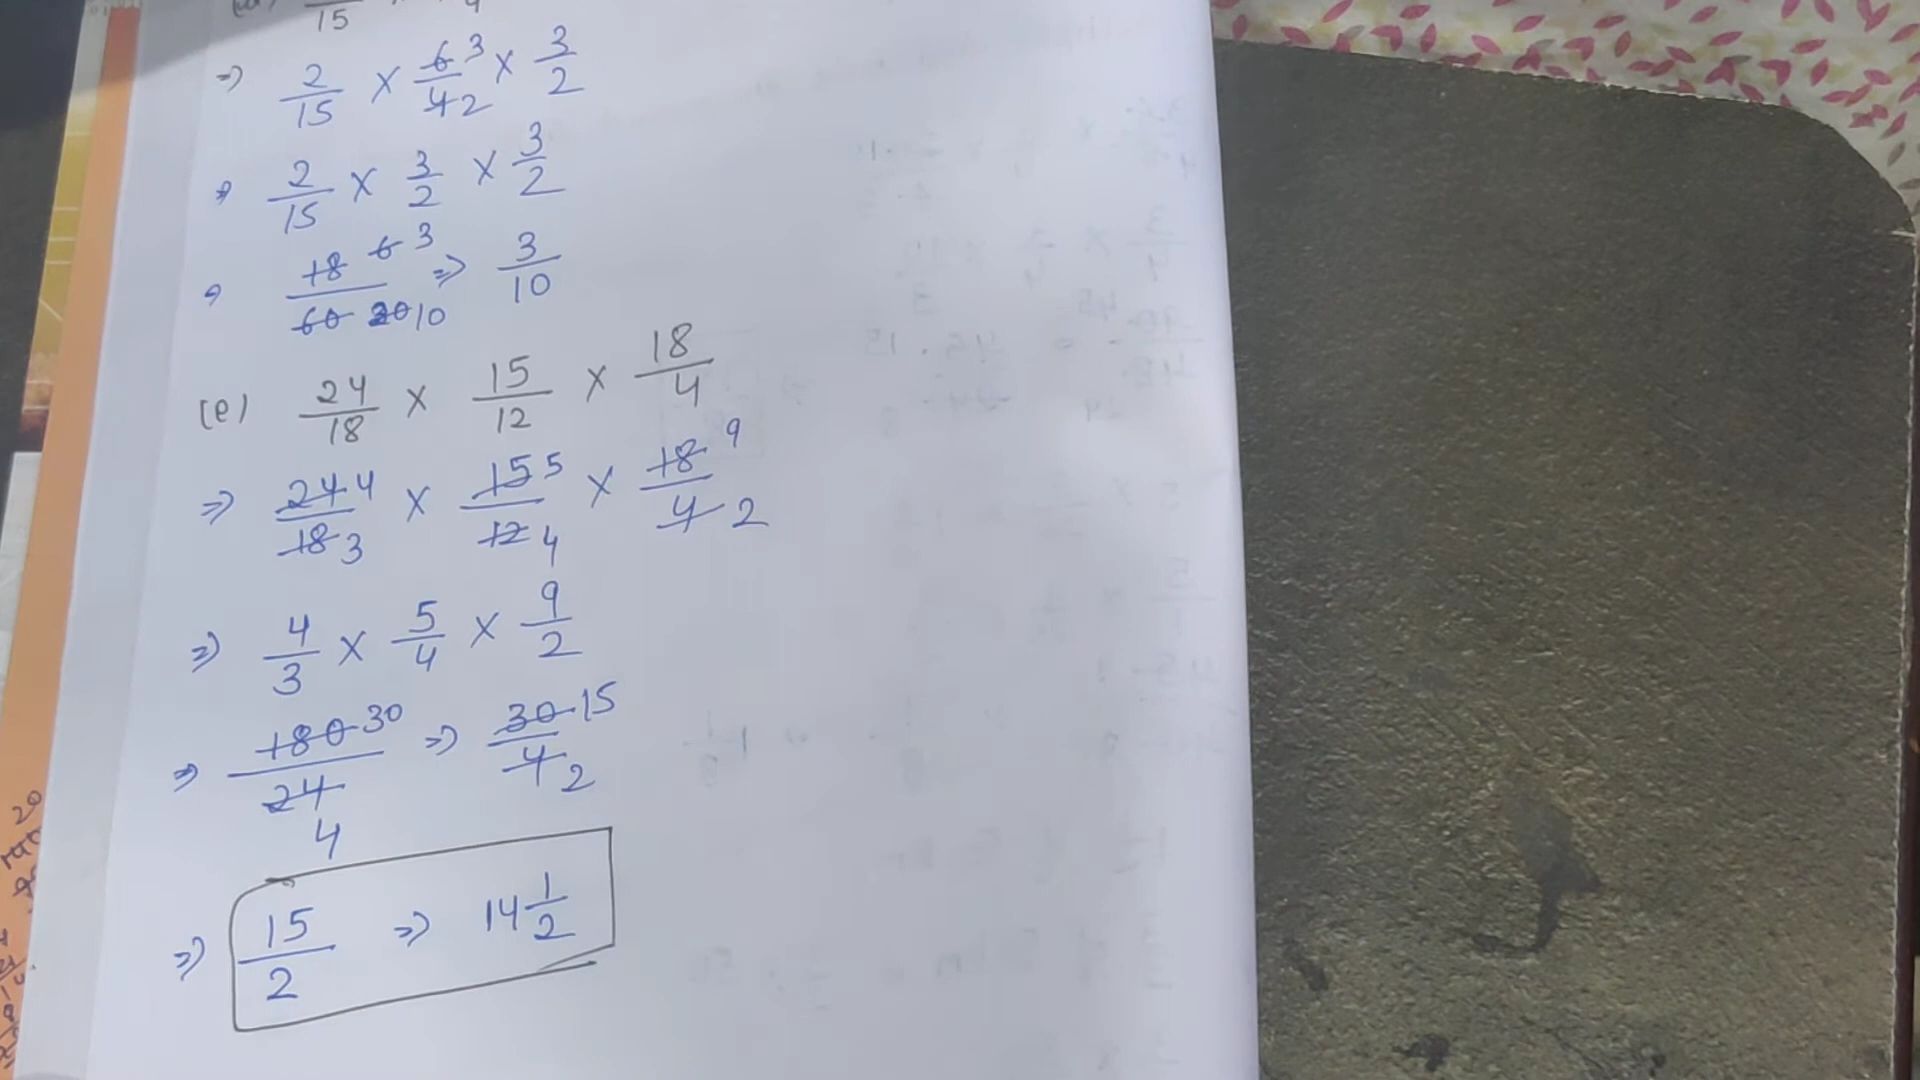 15
=) 2/15 × 6/4 3 2 × 3/2
=) 2/15 × 3/2 × 3/2
=) 18/60 6 3 20 10 =) 3/10
(e) 24/18 × 15/12 × 18/4
=) 24/18 4 3 × 15/12 5 4 × 18/4 9 2
=) 4/3 × 5/4 × 9/2
=) 180/24 30 4 =) 30/4 15 2
=) 15/2 =) 14 1/2
20